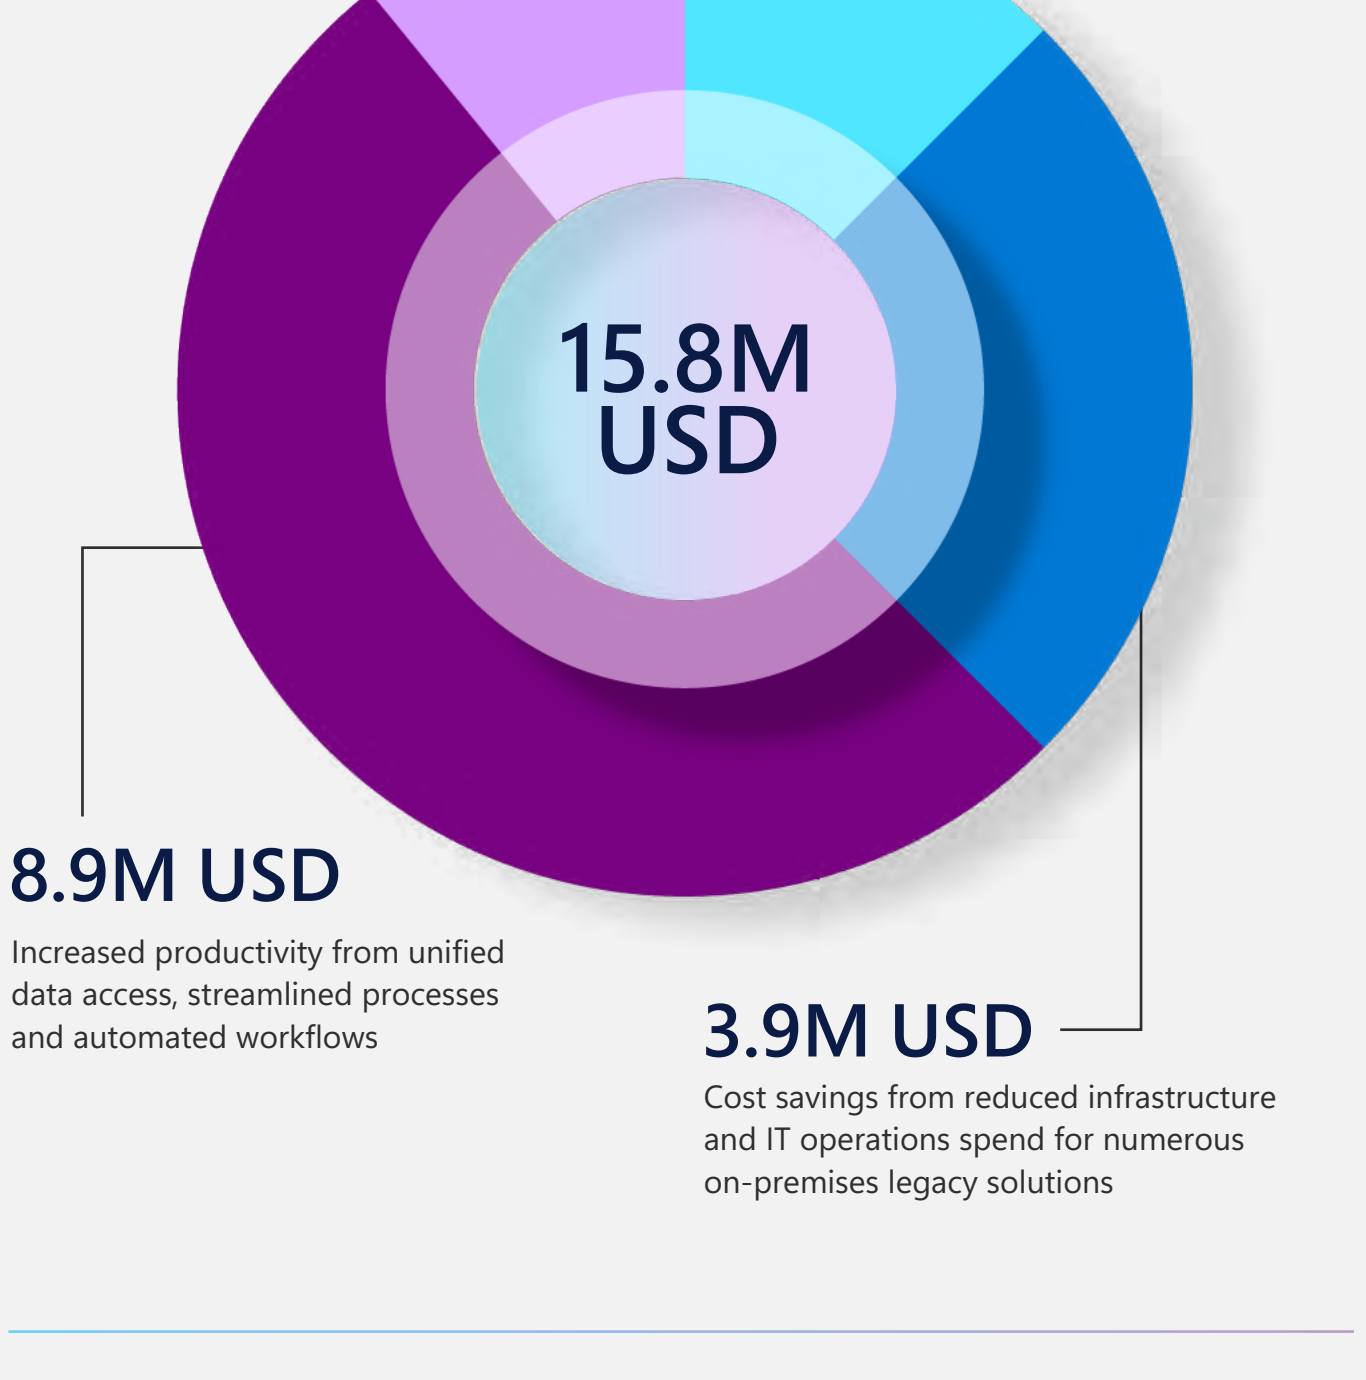 15.8M
USD
8.9M USD
Increased productivity from unified
data access, streamlined processes
and automated workflows
3.9M USD
Cost savings from reduced infrastructure
and IT operations spend for numerous
on-premises legacy solutions